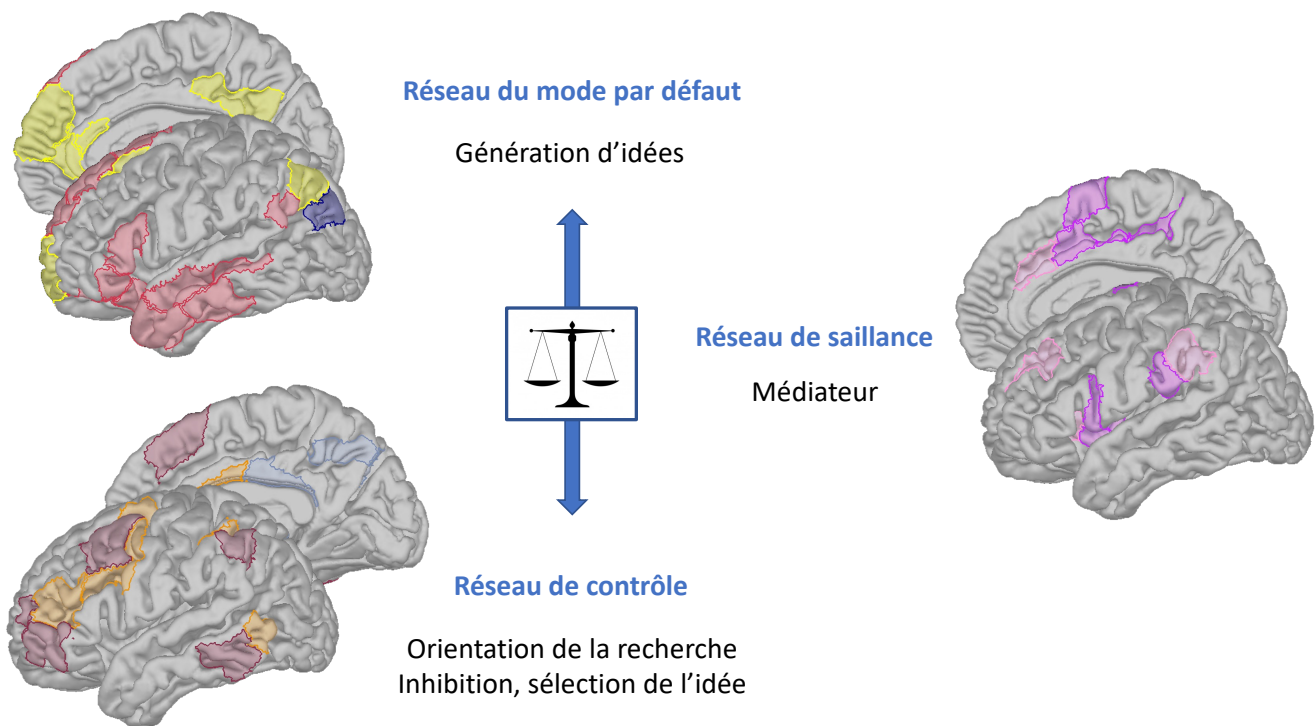 Réseau du mode par défaut
Génération d’idées
Réseau de saillance
Médiateur
Réseau de contrôle
Orientation de la recherche
Inhibition, sélection de l’idée